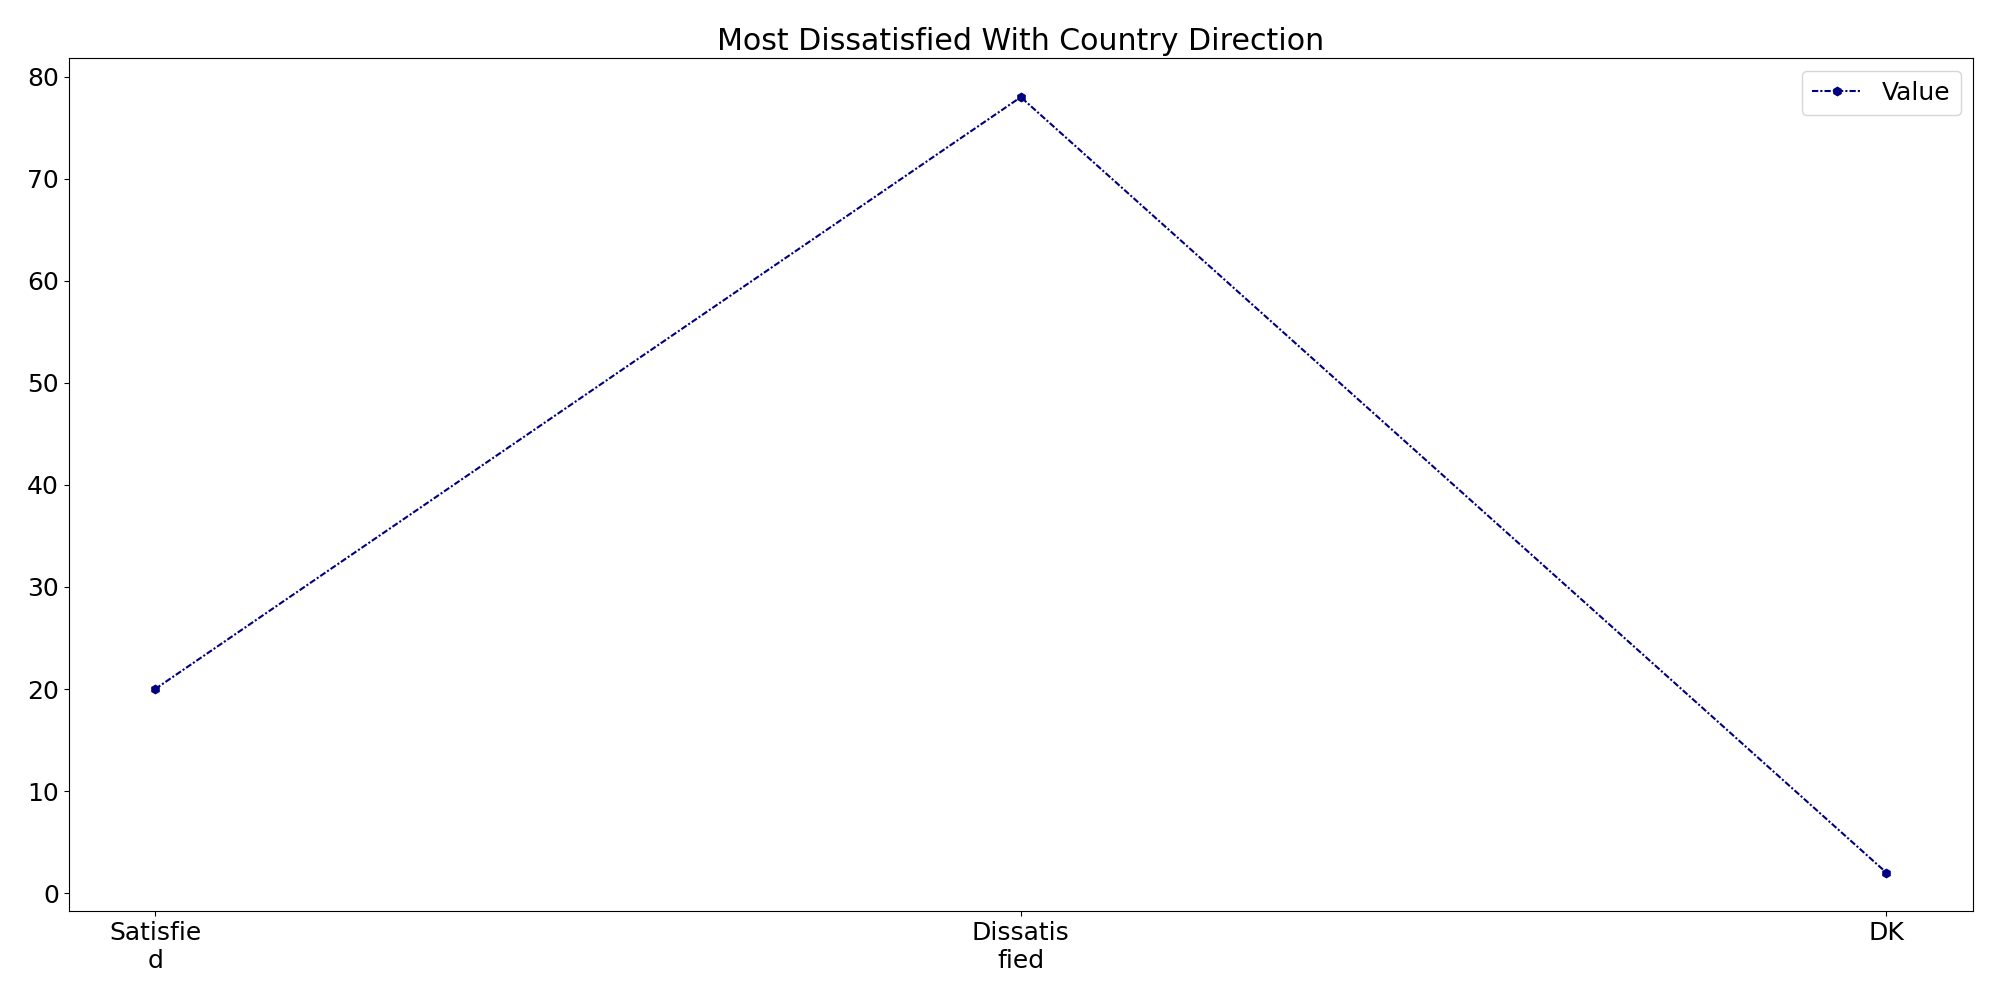 Most Dissatisfied With Country Direction
Value
80
70
60
50
40
30
20
10
0
Satisfie
d
Dissatis
fied
DK